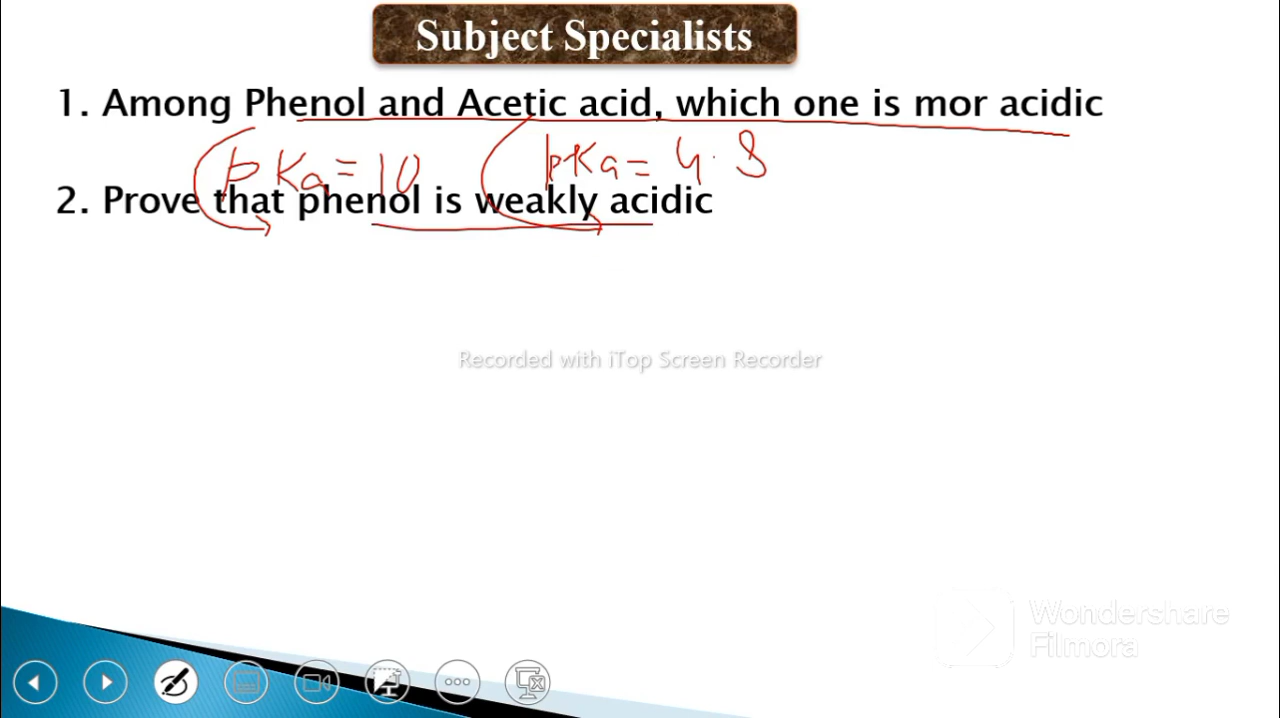 Subject Specialists
1. Among Phenol and Acetic acid, which one is mor acidic
pKa = 10 pKa = 4.8
2. Prove that phenol is weakly acidic
Recorded with iTop Screen Recorder
Wondershare
Filmora